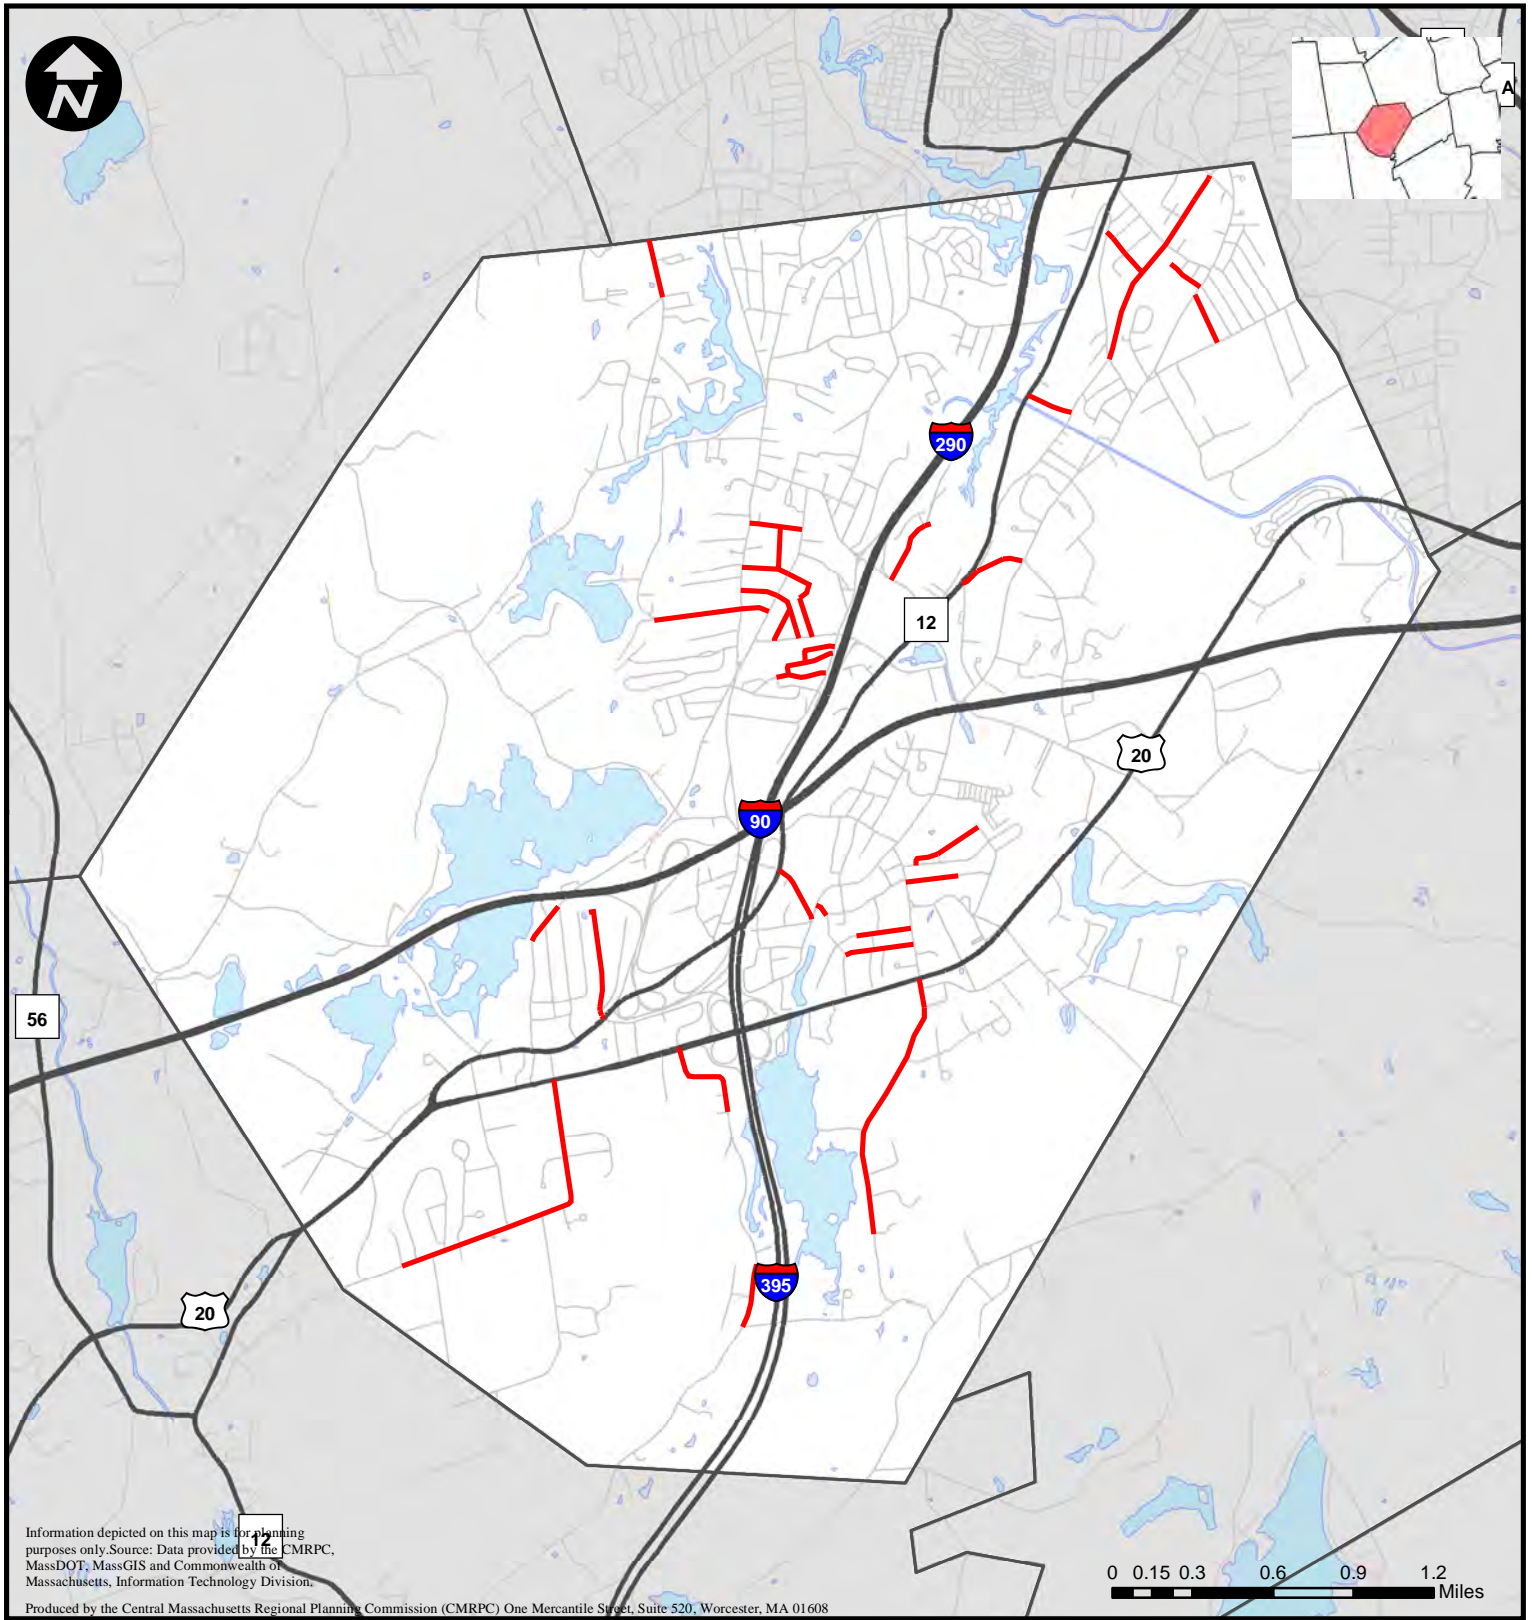 N
A
290
12
20
90
56
395
20
12
Information depicted on this map is for planning
purposes only.Source: Data provided by the CMRPC,
MassDOT, MassGIS and Commonwealth of
Massachusetts, Information Technology Division.
0 0.15 0.3 0.6 0.9 1.2
Miles
Produced by the Central Massachusetts Regional Planning Commission (CMRPC) One Mercantile Street, Suite 520, Worcester, MA 01608